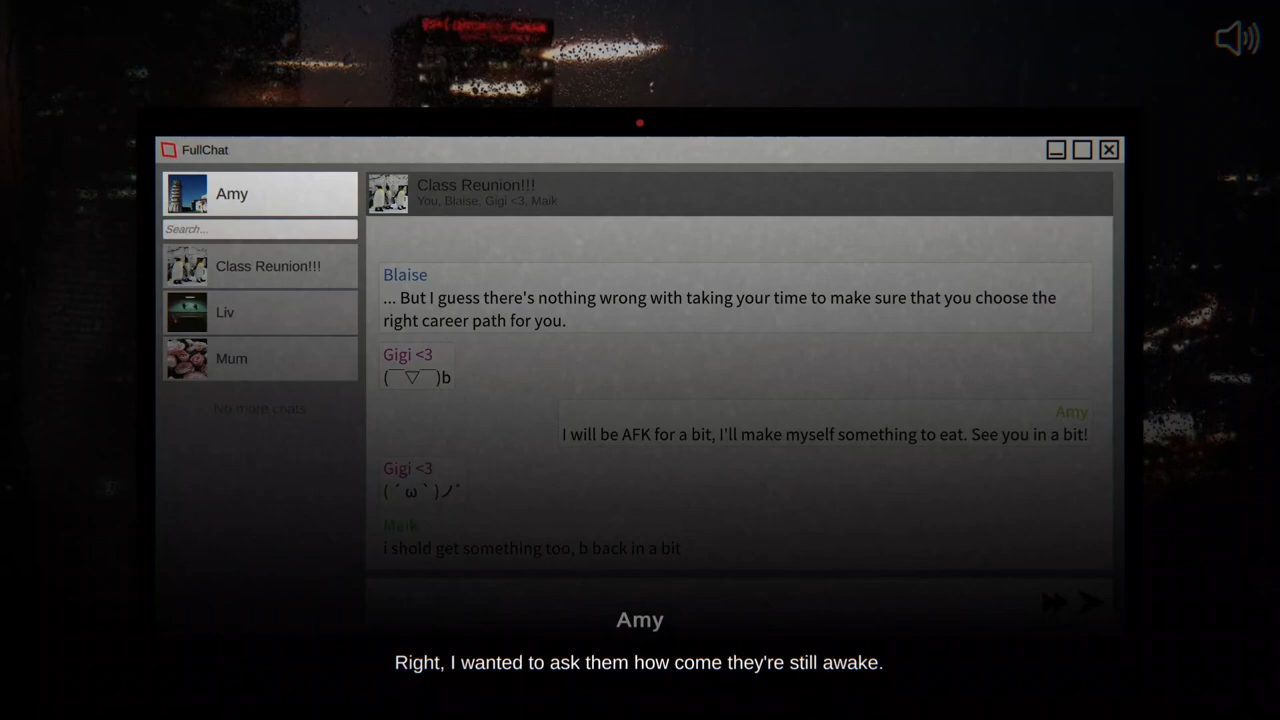 FullChat
Amy
Search...
Class Reunion!!!
Liv
Mum
No more chats
Class Reunion!!!
You, Blaise, Gigi <3, Maik
Blaise
... But I guess there's nothing wrong with taking your time to make sure that you choose the
right career path for you.
Gigi <3
(￣▽￣)b
Amy
I will be AFK for a bit, I'll make myself something to eat. See you in a bit!
Gigi <3
( ´ ω ` )ノﾞ
Maik
i shold get something too, b back in a bit
Amy
Right, I wanted to ask them how come they're still awake.